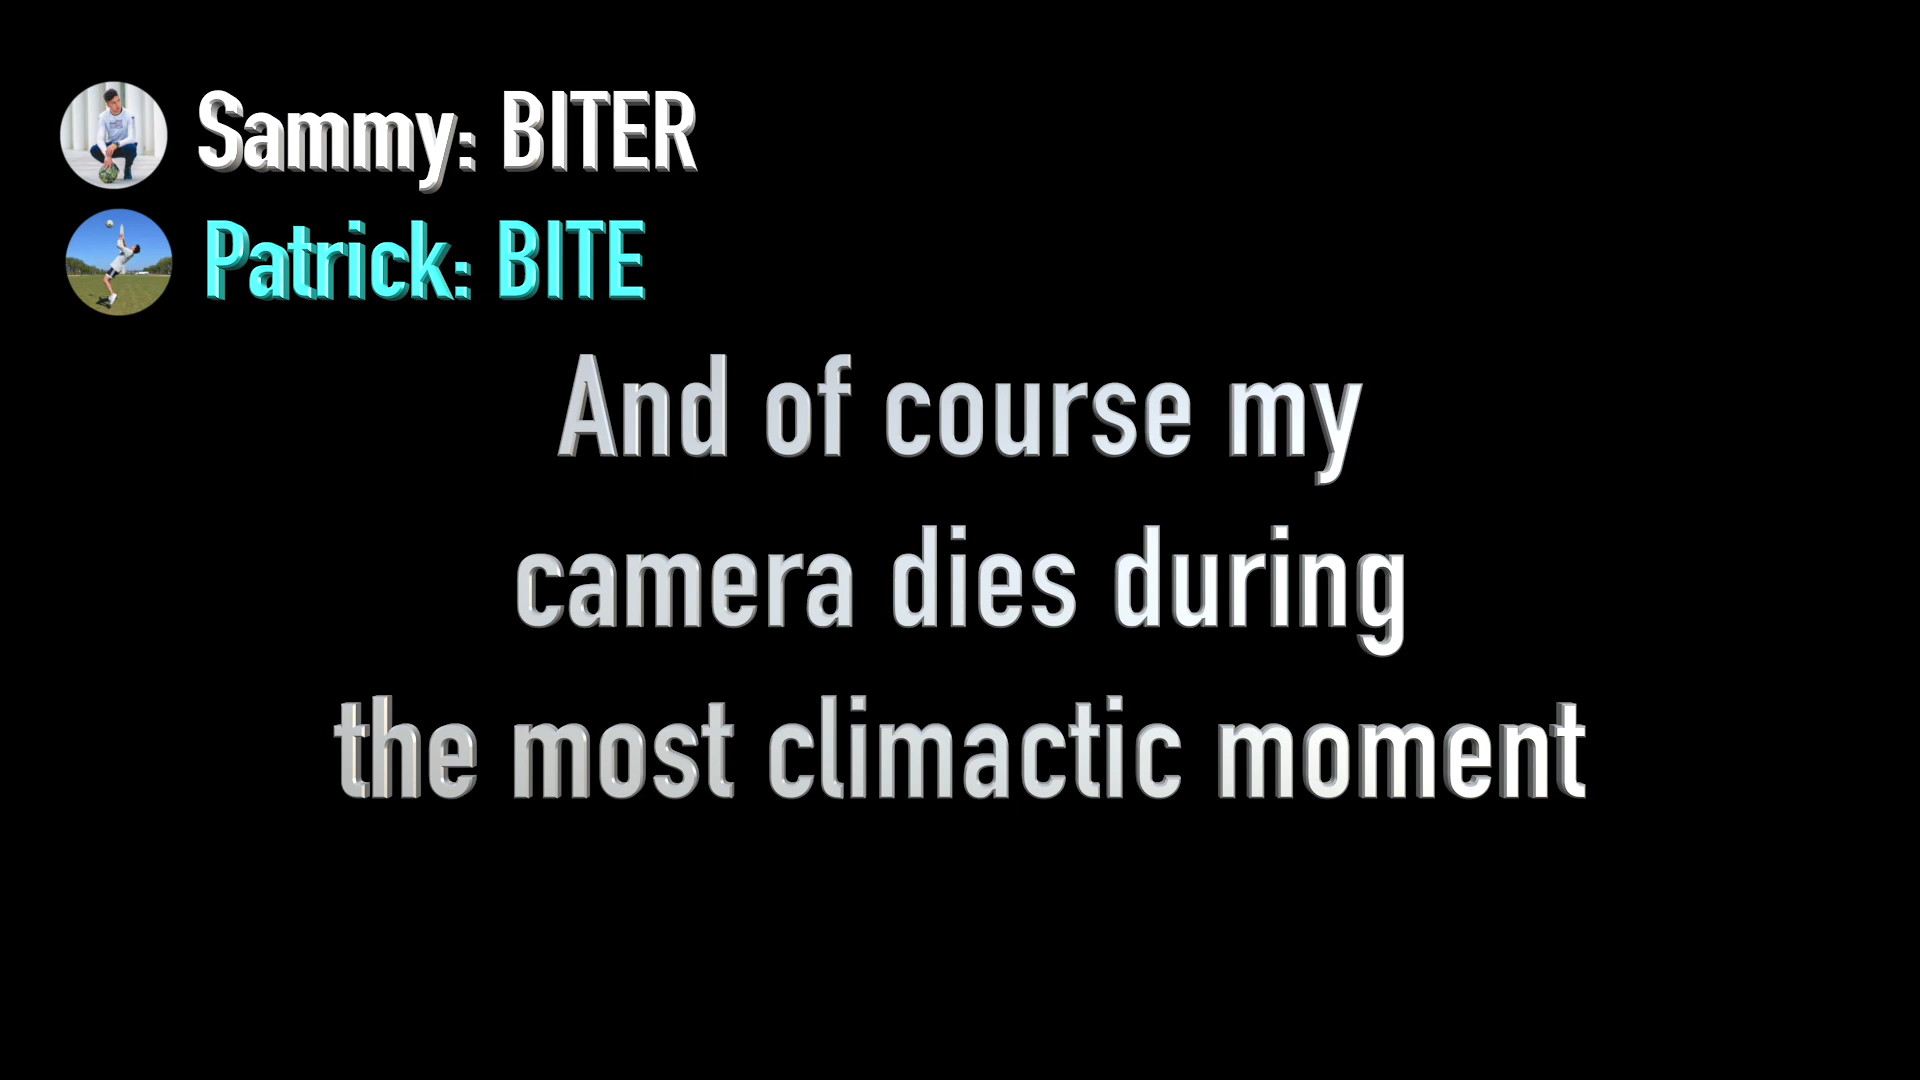 Sammy: BITER
Patrick: BITE
And of course my
camera dies during
the most climactic moment